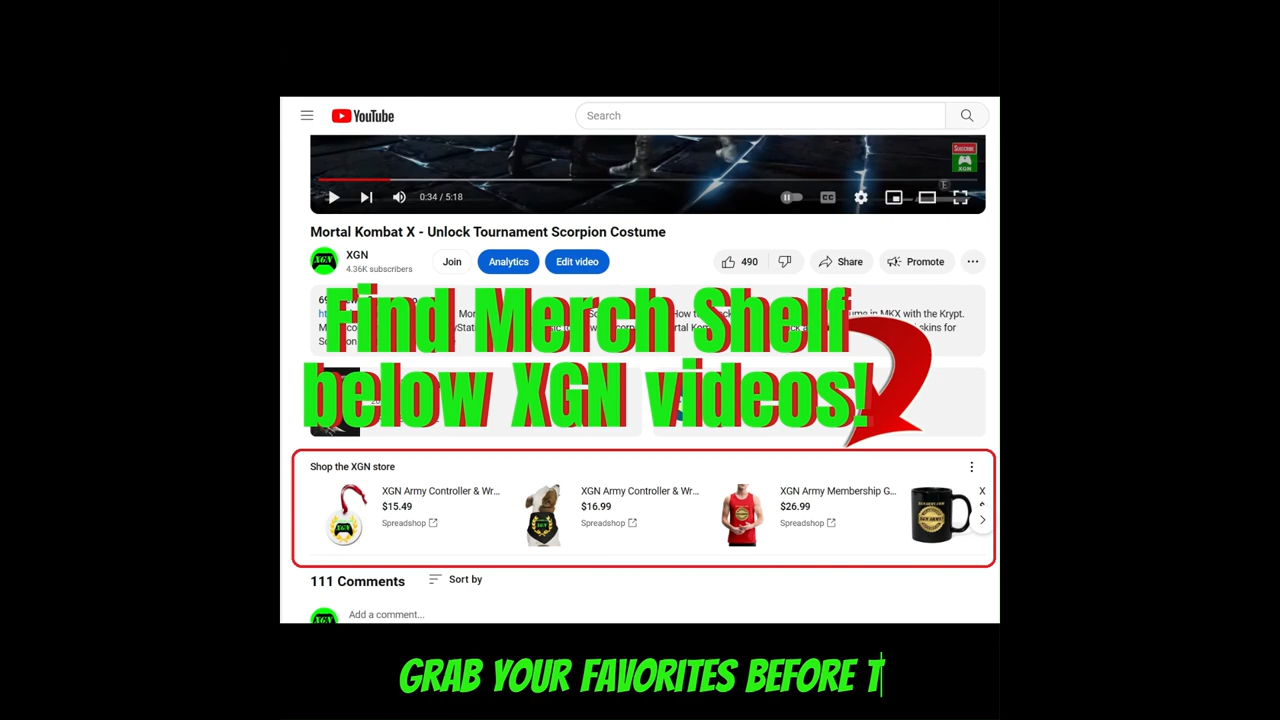 YouTube
Search
SUBSCRIBE
XGN
0:34 / 5:18
CC
Mortal Kombat X - Unlock Tournament Scorpion Costume
XGN
4.36K subscribers
Join
Analytics
Edit video
490
Share
Promote
Find Merch Shelf
below XGN videos!
Shop the XGN store
XGN Army Controller & Wr...
$15.49
Spreadshop
XGN Army Controller & Wr...
$16.99
Spreadshop
XGN Army Membership G...
$26.99
Spreadshop
X
111 Comments
Sort by
Add a comment...
GRAB YOUR FAVORITES BEFORE T